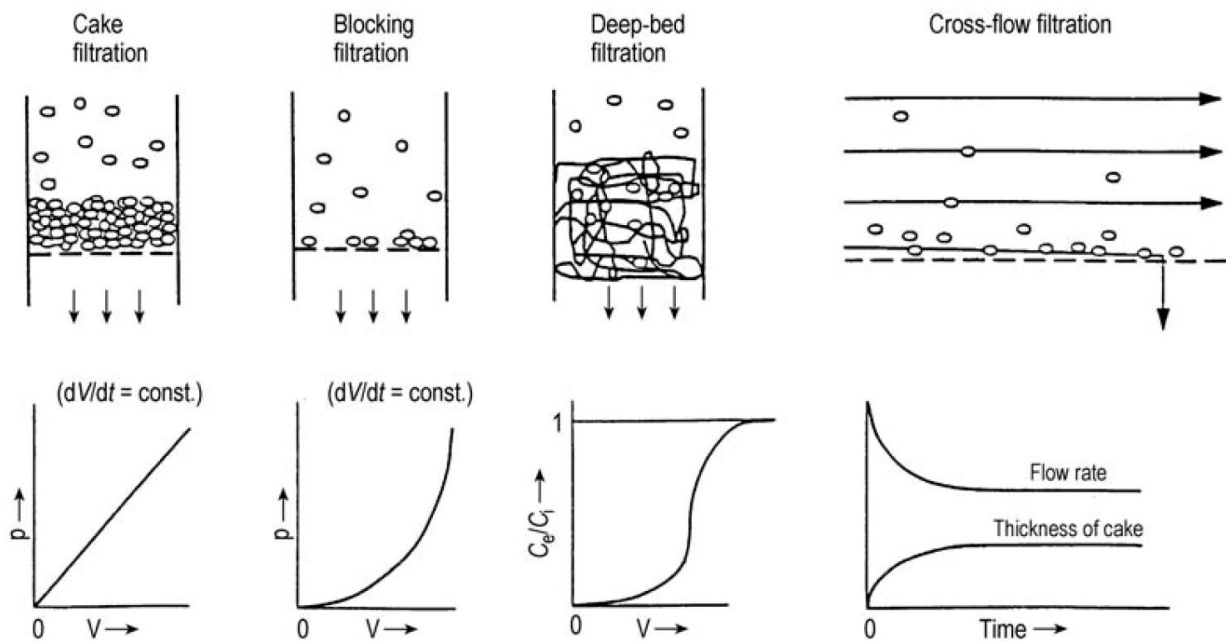 Cake
filtration
Blocking
filtration
Deep-bed
filtration
Cross-flow filtration
(dV/dt = const.)
p →
0
V →
(dV/dt = const.)
p →
0
V →
1
Cₑ/Cᵢ →
0
V →
Flow rate
Thickness of cake
0
Time →